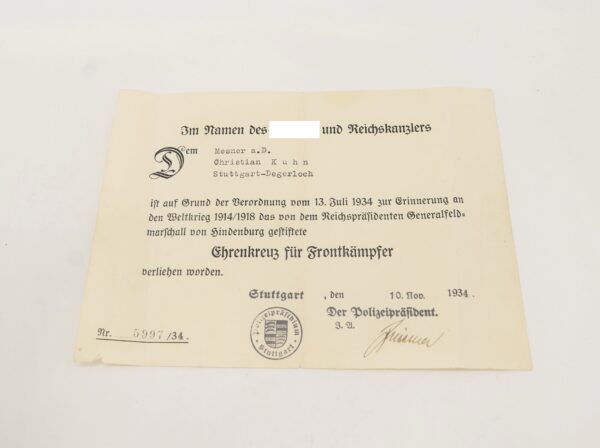 Im Namen des und Reichskanzlers
Dem
Mesner a.D.
Christian Kuhn
Stuttgart-Degerloch
ist auf Grund der Verordnung vom 13. Juli 1934 zur Erinnerung an
den Weltkrieg 1914/1918 das von dem Reichspräsidenten Generalfeld-
marschall von Hindenburg gestiftete
Ehrenkreuz für Frontkämpfer
verliehen worden.
Stuttgart, den 10. Nov. 1934.
Der Polizeipräsident.
J. A.
Nr. 5997/34.
Polizeipräsidium
Stuttgart